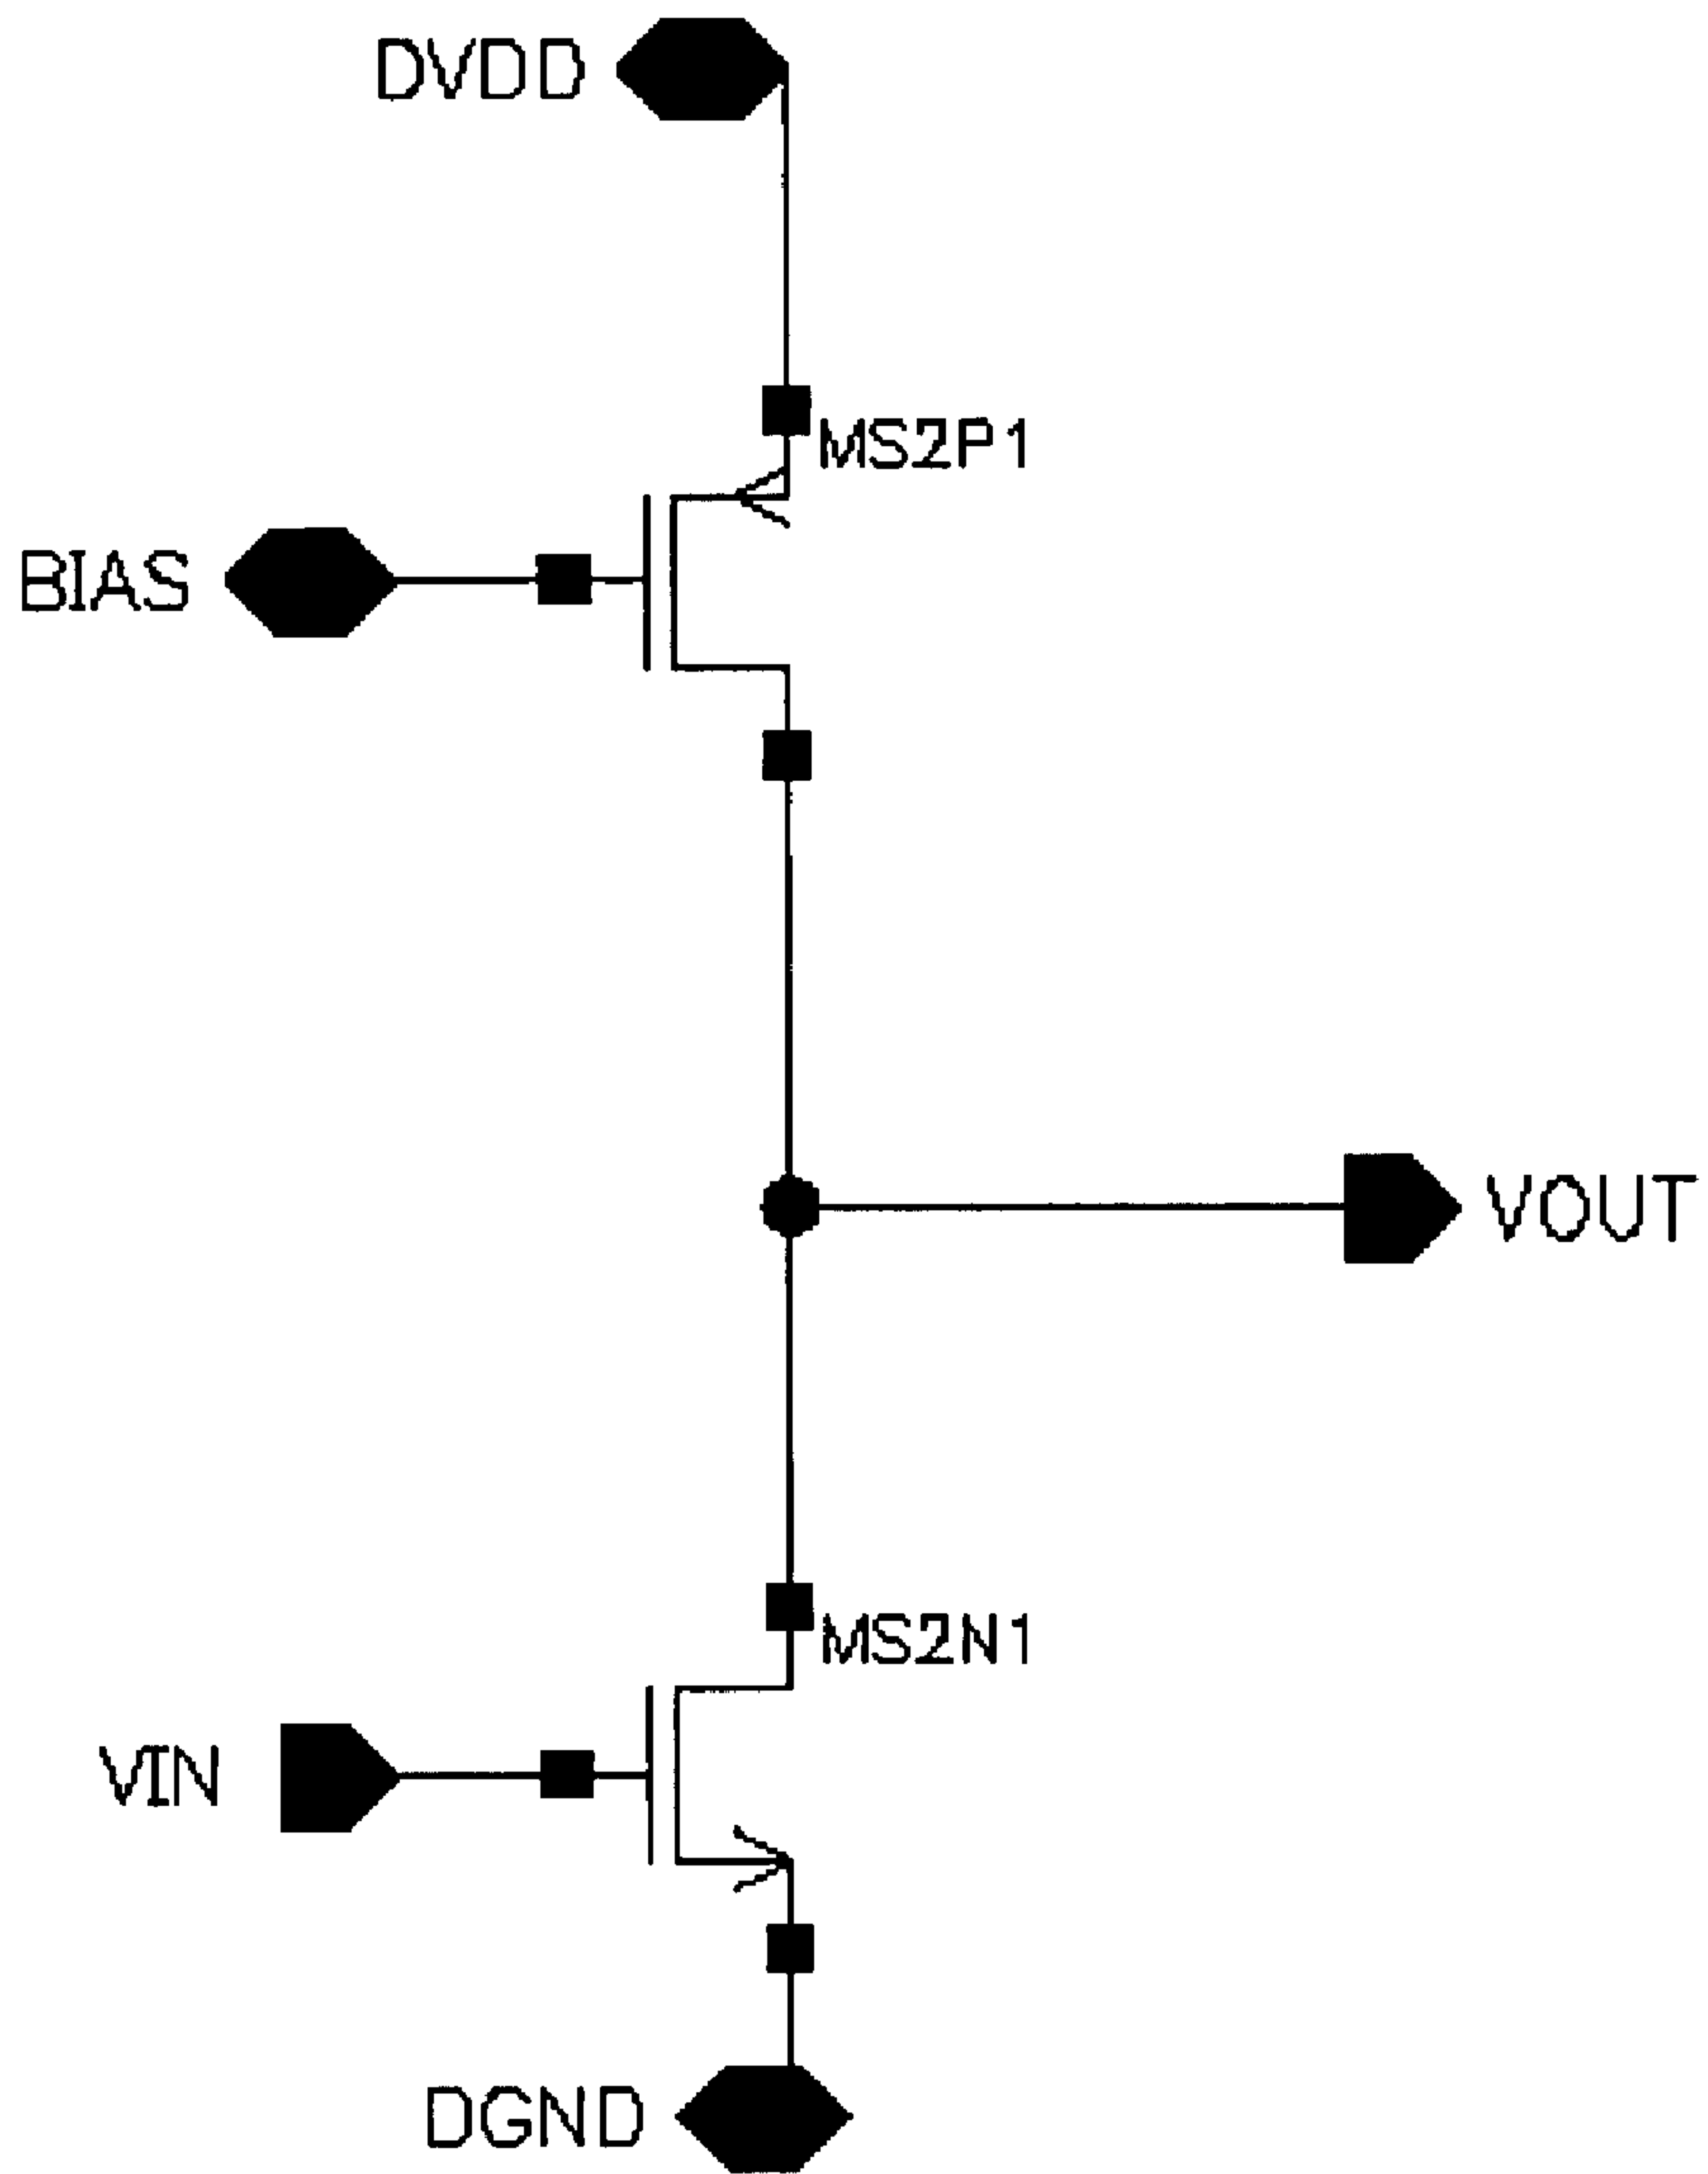 DVDD
MS2P1
BIAS
VOUT
MS2N1
VIN
DGND